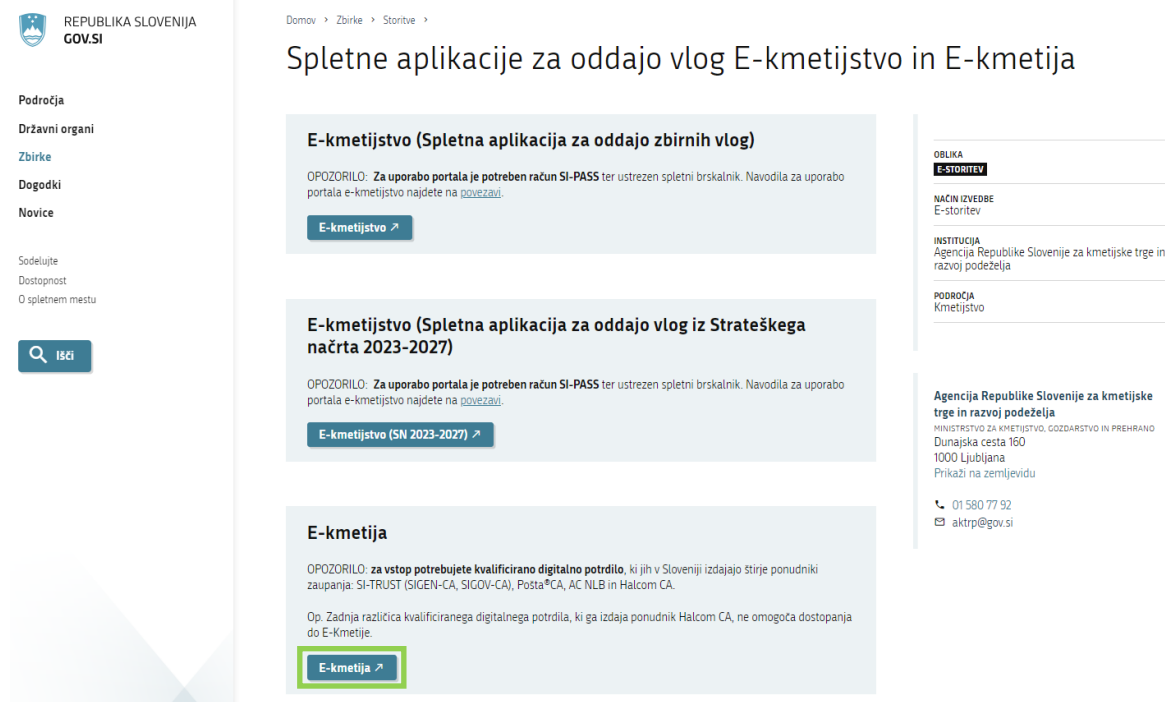 REPUBLIKA SLOVENIJA
GOV.SI
Področja
Državni organi
Zbirke
Dogodki
Novice
Sodelujte
Dostopnost
O spletnem mestu
Išči
Domov › Zbirke › Storitve ›
Spletne aplikacije za oddajo vlog E-kmetijstvo in E-kmetija
E-kmetijstvo (Spletna aplikacija za oddajo zbirnih vlog)
OPOZORILO: Za uporabo portala je potreben račun SI-PASS ter ustrezen spletni brskalnik. Navodila za uporabo
portala e-kmetijstvo najdete na povezavi.
E-kmetijstvo ↗
E-kmetijstvo (Spletna aplikacija za oddajo vlog iz Strateškega
načrta 2023-2027)
OPOZORILO: Za uporabo portala je potreben račun SI-PASS ter ustrezen spletni brskalnik. Navodila za uporabo
portala e-kmetijstvo najdete na povezavi.
E-kmetijstvo (SN 2023-2027) ↗
E-kmetija
OPOZORILO: za vstop potrebujete kvalificirano digitalno potrdilo, ki jih v Sloveniji izdajajo štirje ponudniki
zaupanja: SI-TRUST (SIGEN-CA, SIGOV-CA), Pošta®CA, AC NLB in Halcom CA.
Op. Zadnja različica kvalificiranega digitalnega potrdila, ki ga izdaja ponudnik Halcom CA, ne omogoča dostopanja
do E-Kmetije.
E-kmetija ↗
OBLIKA
E-STORITEV
NAČIN IZVEDBE
E-storitev
INSTITUCIJA
Agencija Republike Slovenije za kmetijske trge in
razvoj podeželja
PODROČJA
Kmetijstvo
Agencija Republike Slovenije za kmetijske
trge in razvoj podeželja
MINISTRSTVO ZA KMETIJSTVO, GOZDARSTVO IN PREHRANO
Dunajska cesta 160
1000 Ljubljana
Prikaži na zemljevidu
01 580 77 92
aktrp@gov.si